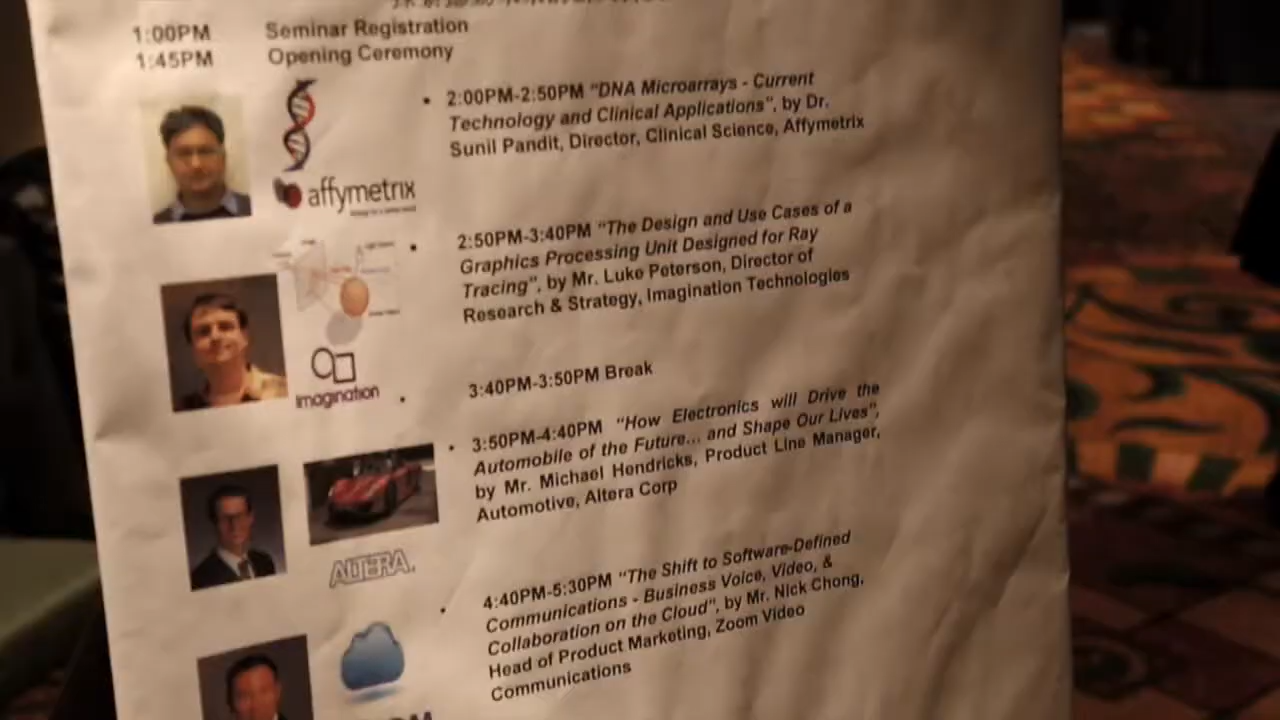 1:00PM Seminar Registration
1:45PM Opening Ceremony
• 2:00PM-2:50PM "DNA Microarrays - Current
Technology and Clinical Applications", by Dr.
Sunil Pandit, Director, Clinical Science, Affymetrix
affymetrix
• 2:50PM-3:40PM "The Design and Use Cases of a
Graphics Processing Unit Designed for Ray
Tracing", by Mr. Luke Peterson, Director of
Research & Strategy, Imagination Technologies
Imagination
• 3:40PM-3:50PM Break
• 3:50PM-4:40PM "How Electronics will Drive the
Automobile of the Future... and Shape Our Lives",
by Mr. Michael Hendricks, Product Line Manager,
Automotive, Altera Corp
ALTERA
• 4:40PM-5:30PM "The Shift to Software-Defined
Communications - Business Voice, Video, &
Collaboration on the Cloud", by Mr. Nick Chong,
Head of Product Marketing, Zoom Video
Communications